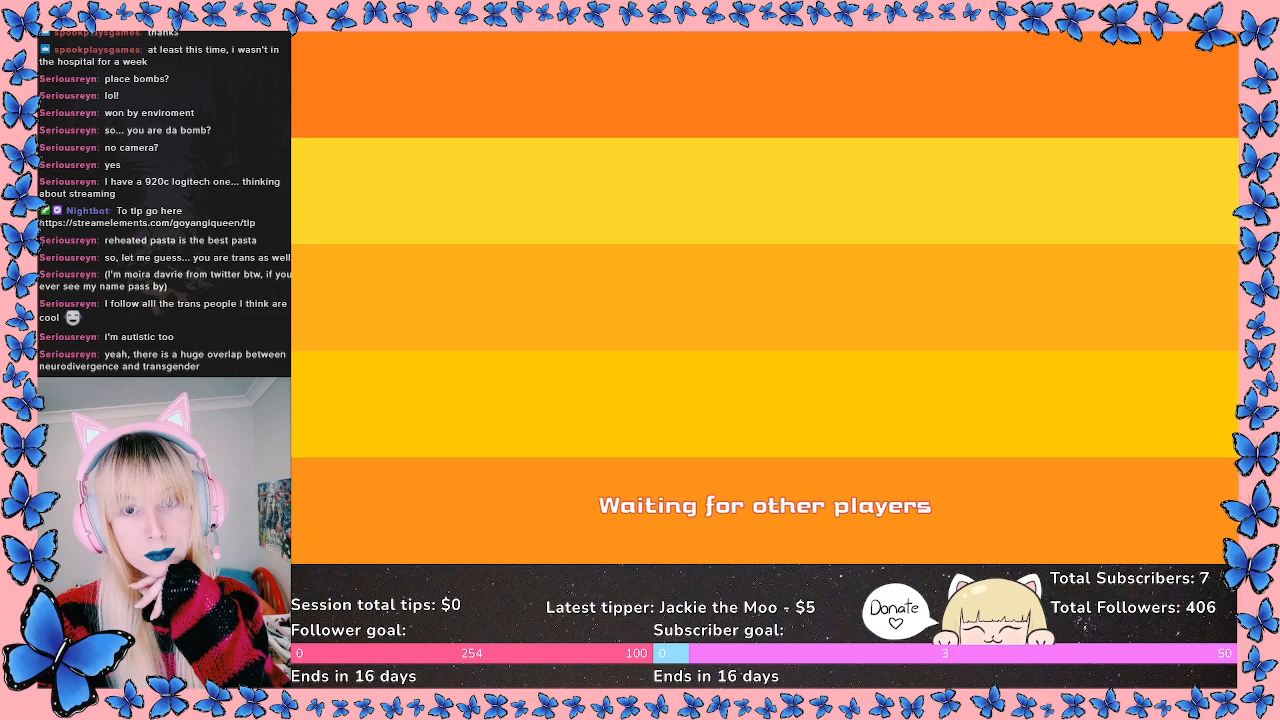 spookplaysgames: thanks
spookplaysgames: at least this time, i wasn't in
the hospital for a week
Seriousreyn: place bombs?
Seriousreyn: lol!
Seriousreyn: won by enviroment
Seriousreyn: so... you are da bomb?
Seriousreyn: no camera?
Seriousreyn: yes
Seriousreyn: I have a 920c logitech one... thinking
about streaming
Nightbot: To tip go here
https://streamelements.com/goyangiqueen/tip
Seriousreyn: reheated pasta is the best pasta
Seriousreyn: so, let me guess... you are trans as well
Seriousreyn: (I'm moira davrie from twitter btw, if you
ever see my name pass by)
Seriousreyn: I follow alll the trans people I think are
cool
Seriousreyn: I'm autistic too
Seriousreyn: yeah, there is a huge overlap between
neurodivergence and transgender
Waiting for other players
Session total tips: $0
Latest tipper: Jackie the Moo - $5
Donate
Total Subscribers: 7
Total Followers: 406
Follower goal:
Subscriber goal:
0 254 100
0 3 50
Ends in 16 days
Ends in 16 days